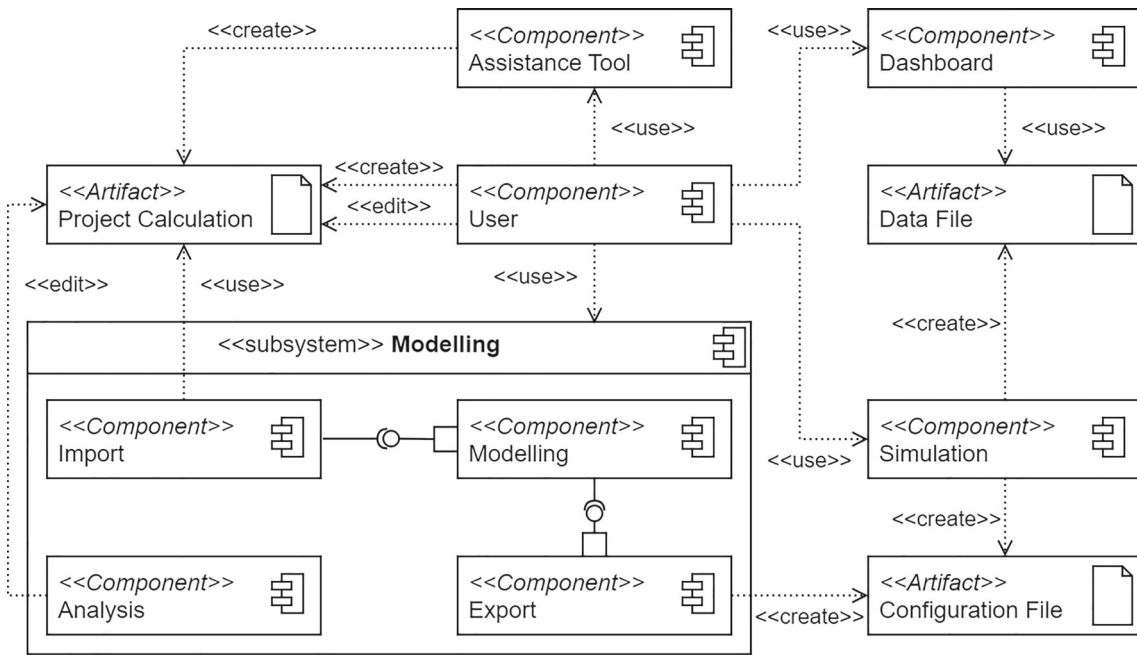 <<create>>
<<Component>>
Assistance Tool
<<use>>
<<Component>>
Dashboard
<<use>>
<<use>>
<<Artifact>>
Project Calculation
<<create>>
<<edit>>
<<Component>>
User
<<Artifact>>
Data File
<<edit>>
<<use>>
<<use>>
<<create>>
<<subsystem>> Modelling
<<Component>>
Import
<<Component>>
Modelling
<<use>>
<<Component>>
Simulation
<<create>>
<<Component>>
Analysis
<<Component>>
Export
<<create>>
<<Artifact>>
Configuration File